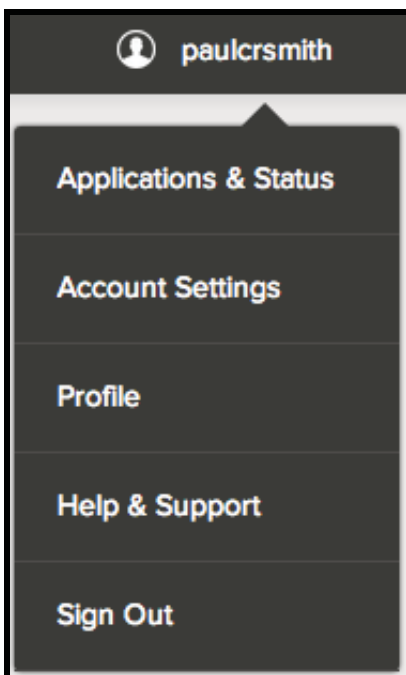 paulcrsmith
Applications & Status
Account Settings
Profile
Help & Support
Sign Out